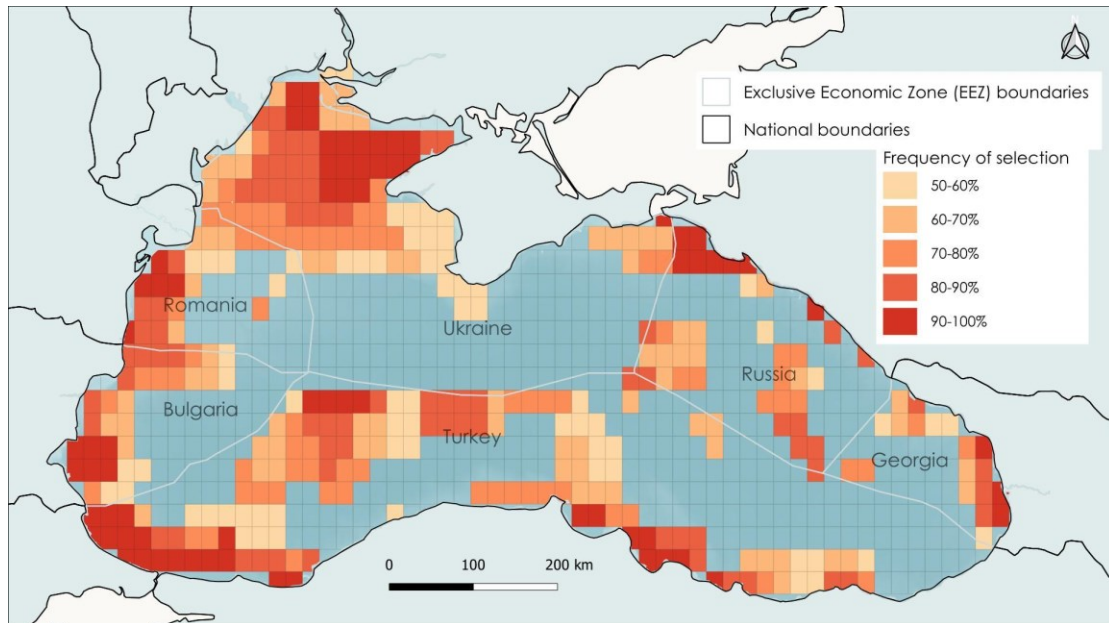 N
Exclusive Economic Zone (EEZ) boundaries
National boundaries
Frequency of selection
50-60%
60-70%
70-80%
80-90%
90-100%
Romania
Ukraine
Russia
Bulgaria
Turkey
Georgia
0 100 200 km